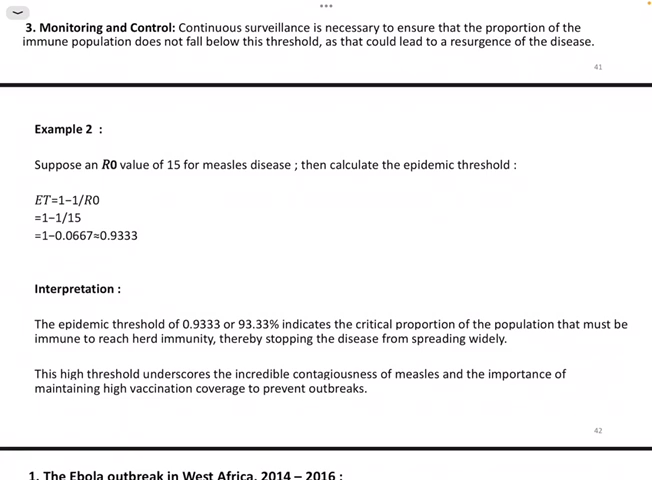 3. Monitoring and Control: Continuous surveillance is necessary to ensure that the proportion of the
immune population does not fall below this threshold, as that could lead to a resurgence of the disease.
41
Example 2 :
Suppose an R0 value of 15 for measles disease ; then calculate the epidemic threshold :
ET=1−1/R0
=1−1/15
=1−0.0667≈0.9333
Interpretation :
The epidemic threshold of 0.9333 or 93.33% indicates the critical proportion of the population that must be
immune to reach herd immunity, thereby stopping the disease from spreading widely.
This high threshold underscores the incredible contagiousness of measles and the importance of
maintaining high vaccination coverage to prevent outbreaks.
42
1. The Ebola outbreak in West Africa, 2014 – 2016 :